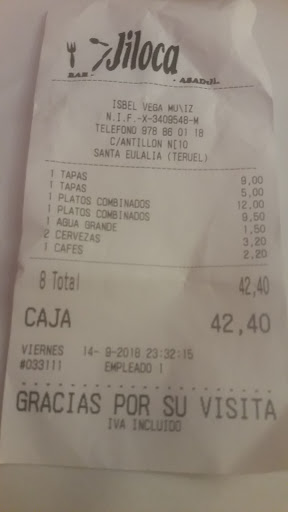 Jiloca
BAR - - ASADOR
ISBEL VEGA MU\IZ
N.I.F.-X-3409548-M
TELEFONO 978 86 01 18
C/ANTILLON N[10
SANTA EULALIA (TERUEL)
1 TAPAS 9,00
1 TAPAS 5,00
1 PLATOS COMBINADOS 12,00
1 PLATOS COMBINADOS 9,50
1 AGUA GRANDE 1,50
2 CERVEZAS 3,20
1 CAFES 2,20
8 Total 42,40
CAJA 42,40
VIERNES 14- 9-2018 23:32:15
#033111 EMPLEADO 1
GRACIAS POR SU VISITA
IVA INCLUIDO